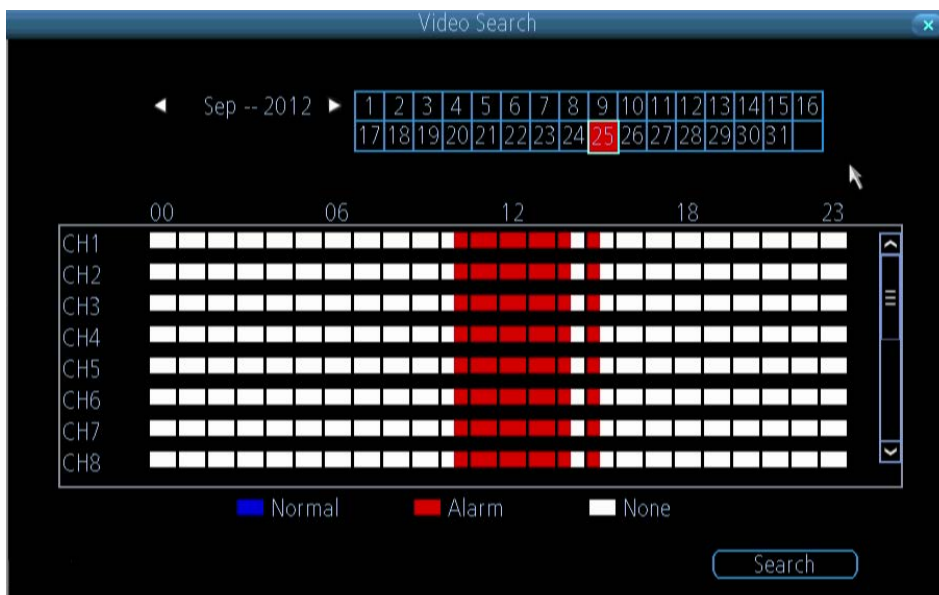 Video Search
Sep -- 2012
1 2 3 4 5 6 7 8 9 10 11 12 13 14 15 16
17 18 19 20 21 22 23 24 25 26 27 28 29 30 31
00 06 12 18 23
CH1
CH2
CH3
CH4
CH5
CH6
CH7
CH8
Normal Alarm None
Search